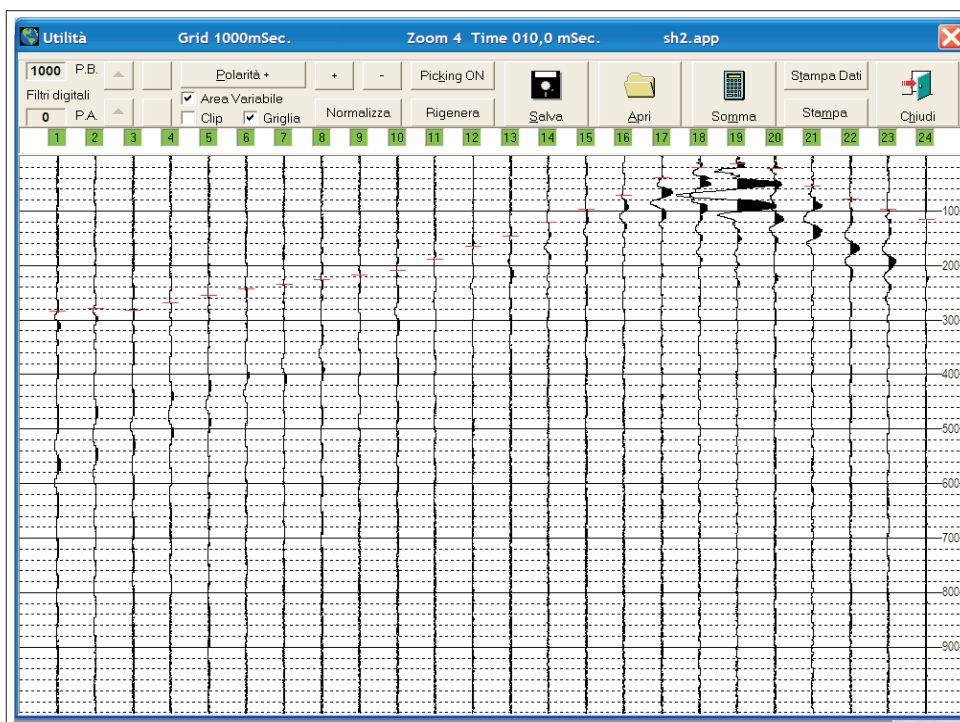 Utilità Grid 1000mSec. Zoom 4 Time 010,0 mSec. sh2.app
1000 P.B. Polarità + + - Picking ON Stampa Dati
Filtri digitali Area Variabile
0 P.A. Clip Griglia Normalizza Rigenera Salva Apri Somma Stampa Chiudi
1 2 3 4 5 6 7 8 9 10 11 12 13 14 15 16 17 18 19 20 21 22 23 24
100
200
300
400
500
600
700
800
900